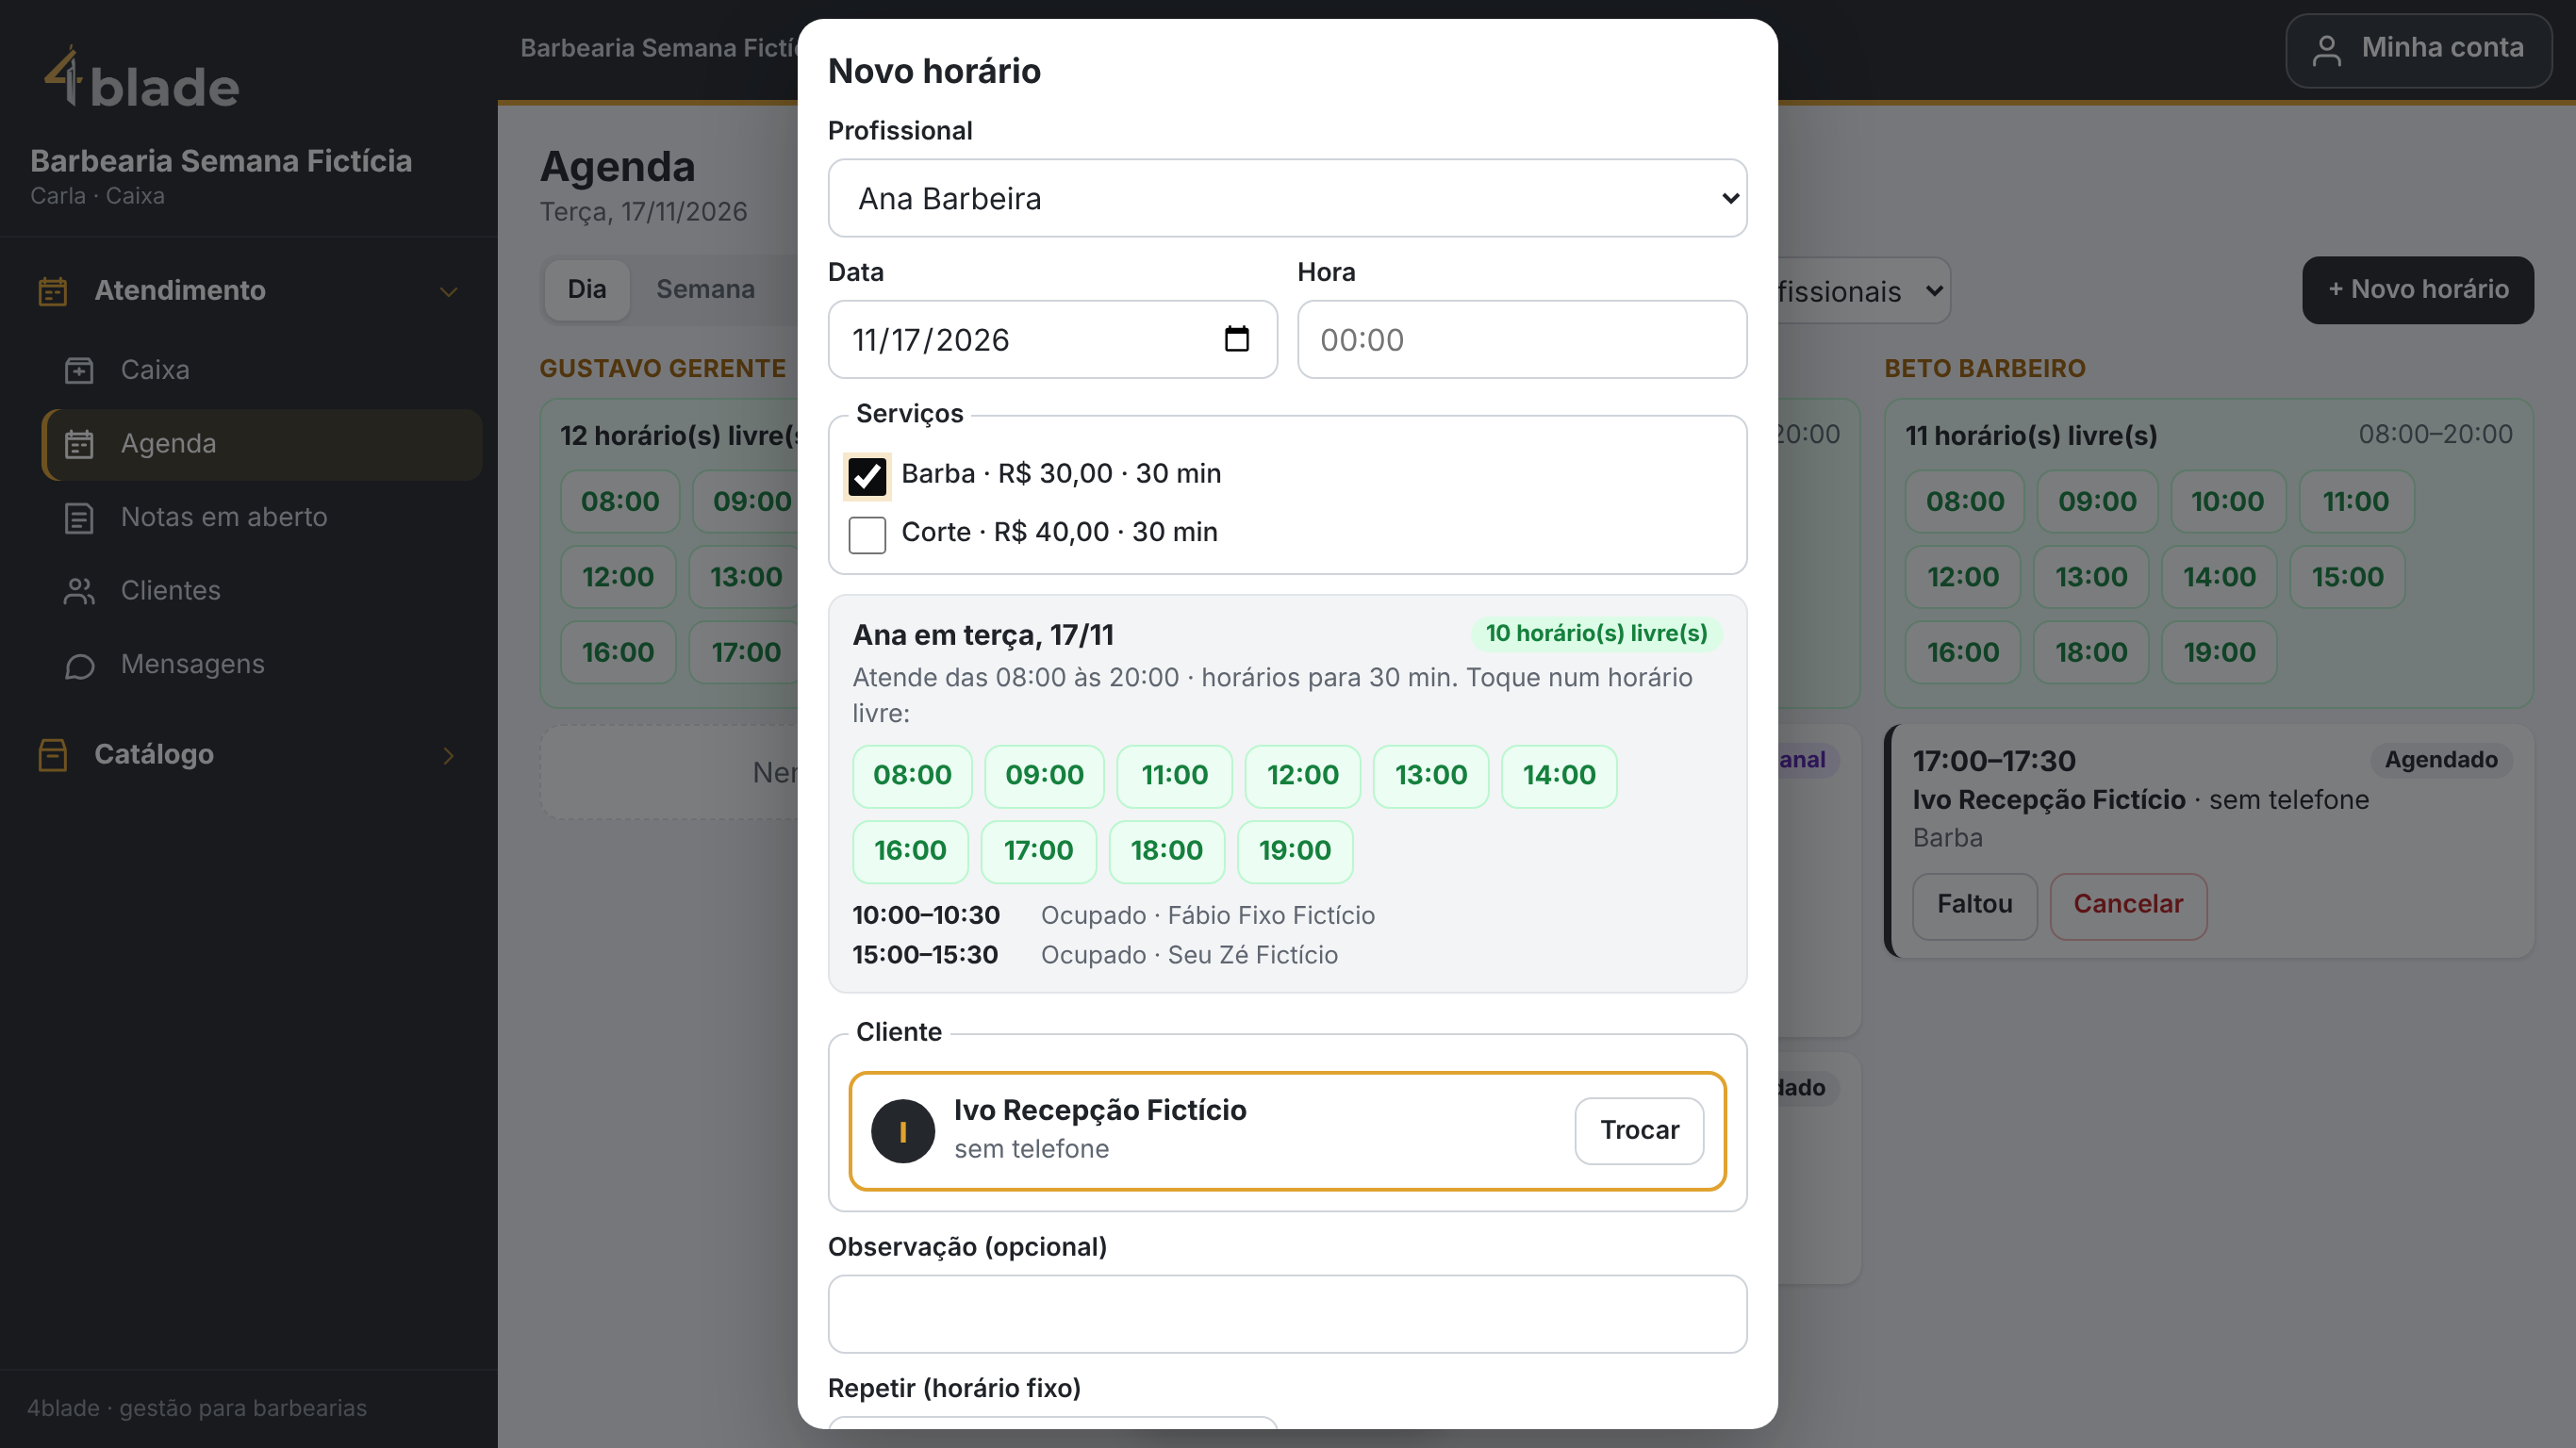 4blade
Barbearia Semana Fictícia
Carla · Caixa
Atendimento
Caixa
Agenda
Notas em aberto
Clientes
Mensagens
Catálogo
4blade · gestão para barbearias
Barbearia Semana
Minha conta
Agenda
Terça, 17/11/2026
Dia
Semana
+ Novo horário
GUSTAVO GERENTE
12 horário(s)
08:00
09:00
12:00
13:00
16:00
17:00
20:00
BETO BARBEIRO
11 horário(s) livre(s)
08:00–20:00
08:00
09:00
10:00
11:00
12:00
13:00
14:00
15:00
16:00
18:00
19:00
17:00–17:30
Agendado
Ivo Recepção Fictício · sem telefone
Barba
Faltou
Cancelar
Novo horário
Profissional
Ana Barbeira
Data
Hora
11/17/2026
00:00
Serviços
Barba · R$ 30,00 · 30 min
Corte · R$ 40,00 · 30 min
Ana em terça, 17/11
10 horário(s) livre(s)
Atende das 08:00 às 20:00 · horários para 30 min. Toque num horário
livre:
08:00
09:00
11:00
12:00
13:00
14:00
16:00
17:00
18:00
19:00
10:00–10:30 Ocupado · Fábio Fixo Fictício
15:00–15:30 Ocupado · Seu Zé Fictício
Cliente
I
Ivo Recepção Fictício
sem telefone
Trocar
Observação (opcional)
Repetir (horário fixo)